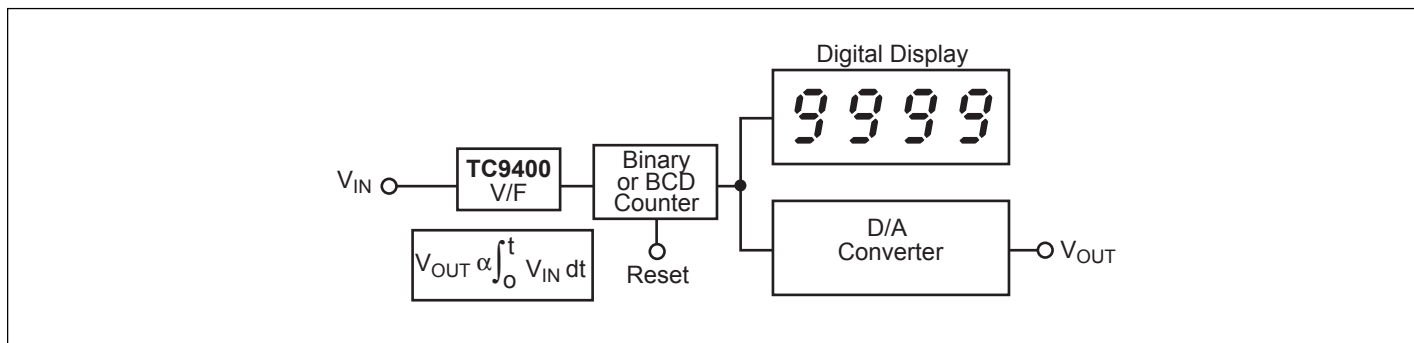 Digital Display
9999
V_IN
TC9400
V/F
Binary
or BCD
Counter
D/A
Converter
V_OUT
V_OUT α∫_o^t V_IN dt
Reset